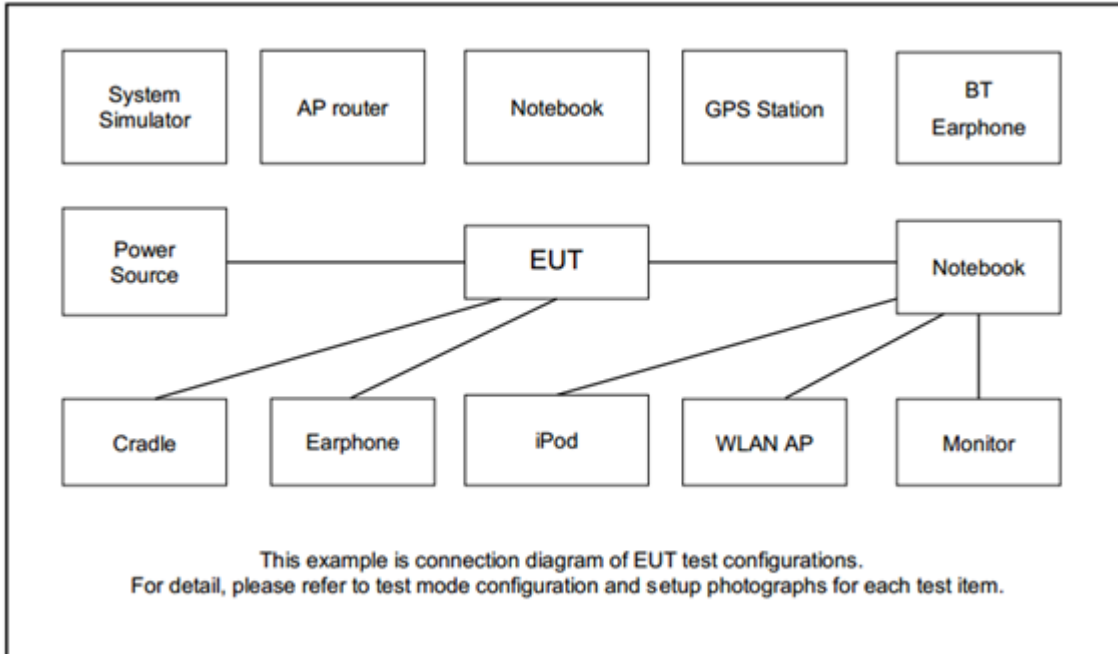 System
Simulator
AP router
Notebook
GPS Station
BT
Earphone
Power
Source
EUT
Notebook
Cradle
Earphone
iPod
WLAN AP
Monitor
This example is connection diagram of EUT test configurations.
For detail, please refer to test mode configuration and setup photographs for each test item.